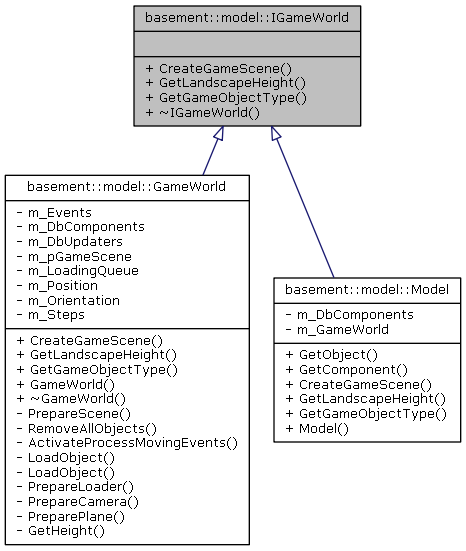 basement::model::IGameWorld
+ CreateGameScene()
+ GetLandscapeHeight()
+ GetGameObjectType()
+ ~IGameWorld()
basement::model::GameWorld
- m_Events
- m_DbComponents
- m_DbUpdaters
- m_pGameScene
- m_LoadingQueue
- m_Position
- m_Orientation
- m_Steps
+ CreateGameScene()
+ GetLandscapeHeight()
+ GetGameObjectType()
+ GameWorld()
+ ~GameWorld()
- PrepareScene()
- RemoveAllObjects()
- ActivateProcessMovingEvents()
- LoadObject()
- LoadObject()
- PrepareLoader()
- PrepareCamera()
- PreparePlane()
- GetHeight()
basement::model::Model
- m_DbComponents
- m_GameWorld
+ GetObject()
+ GetComponent()
+ CreateGameScene()
+ GetLandscapeHeight()
+ GetGameObjectType()
+ Model()